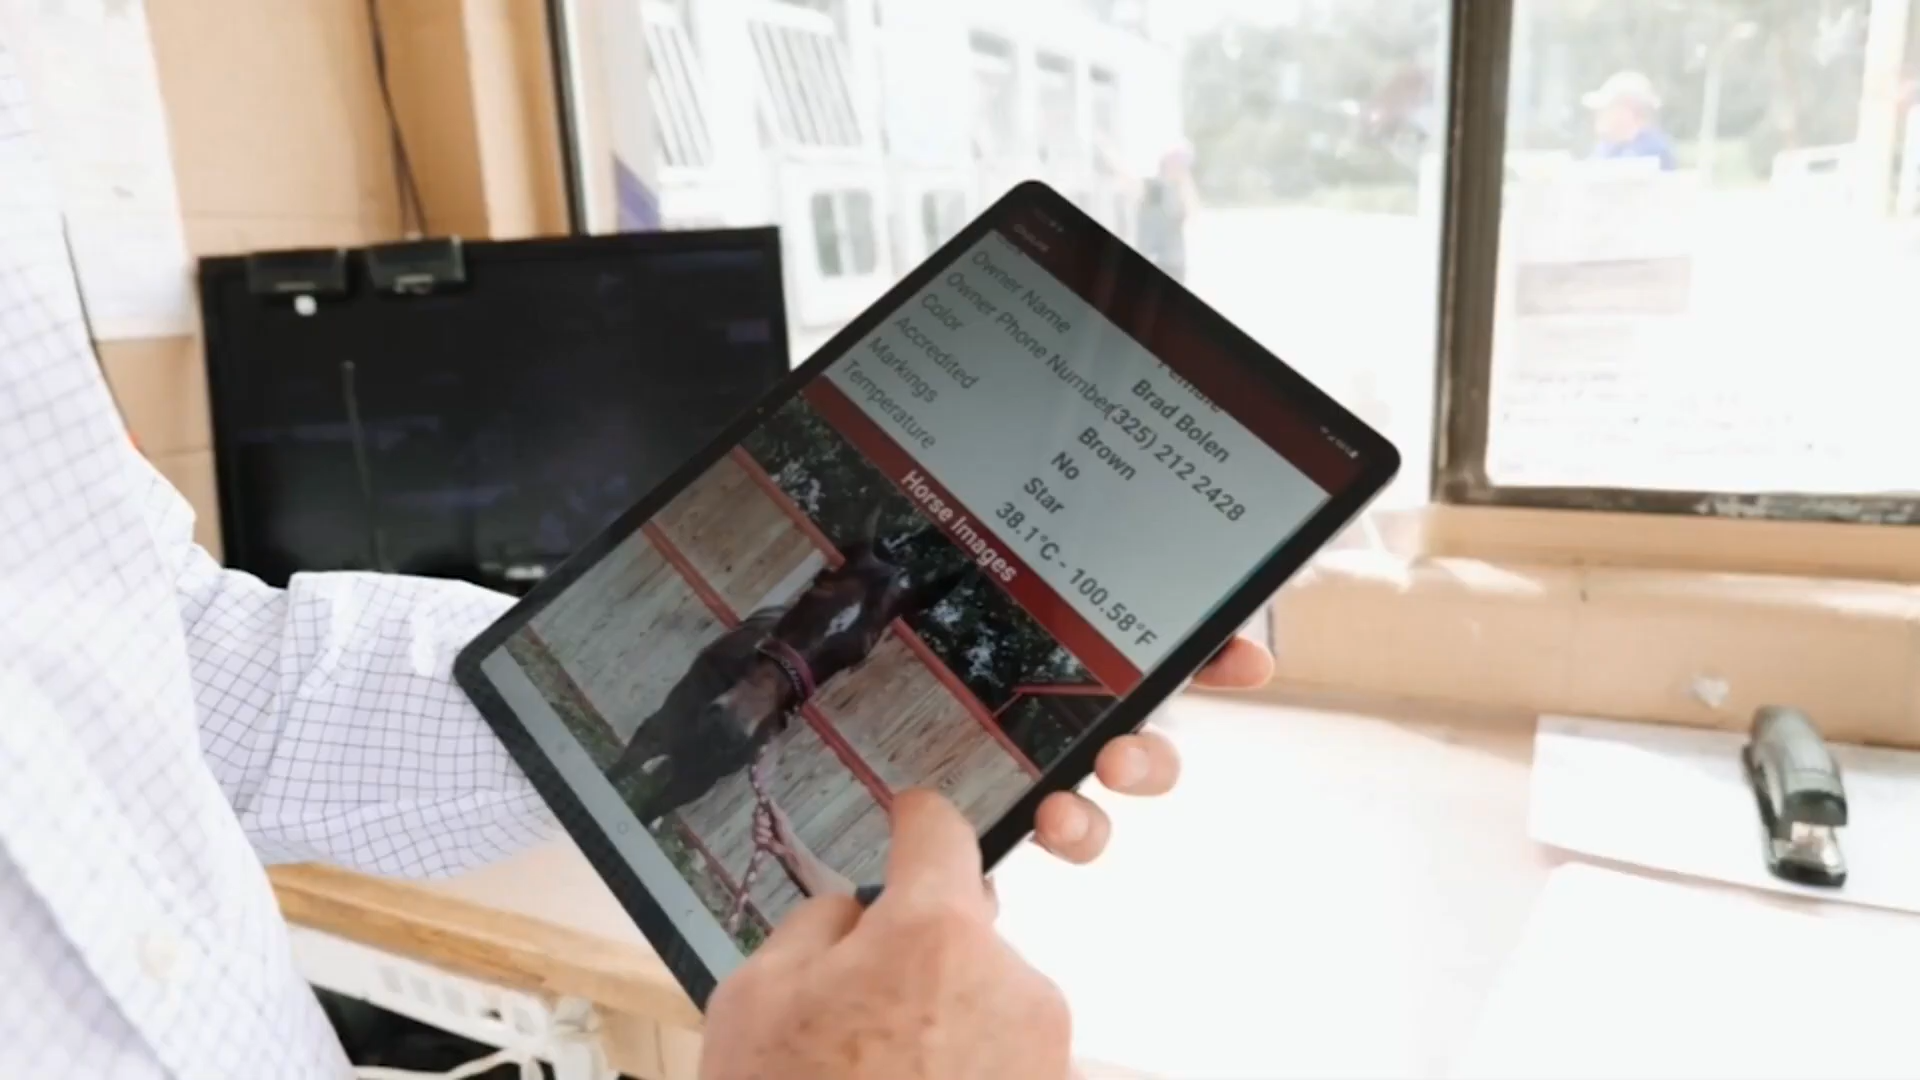 Female
Owner Name Brad Bolen
Owner Phone Number (325) 212 2428
Color Brown
Accredited No
Markings Star
Temperature 38.1°C - 100.58°F
Horse Images